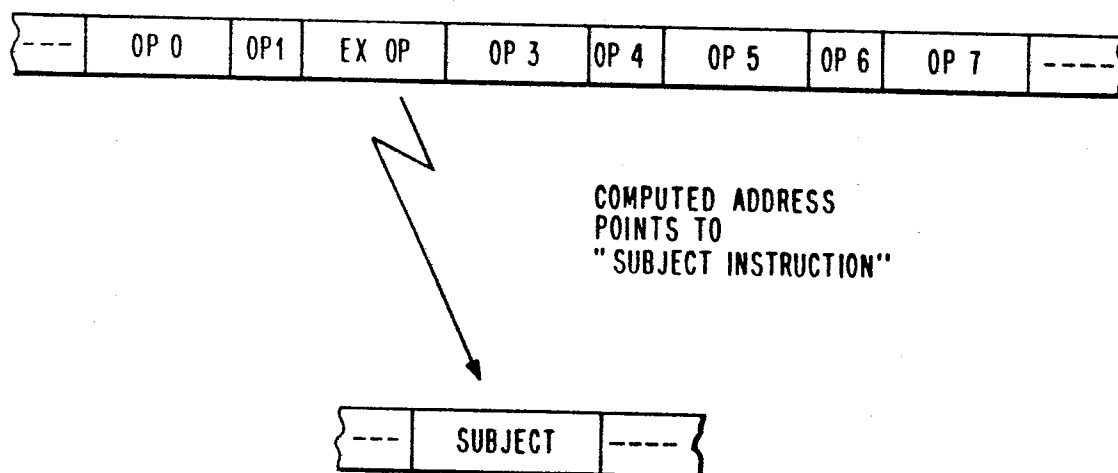 --- OP 0 OP1 EX OP OP 3 OP 4 OP 5 OP 6 OP 7 ----
COMPUTED ADDRESS
POINTS TO
"SUBJECT INSTRUCTION"
--- SUBJECT ----